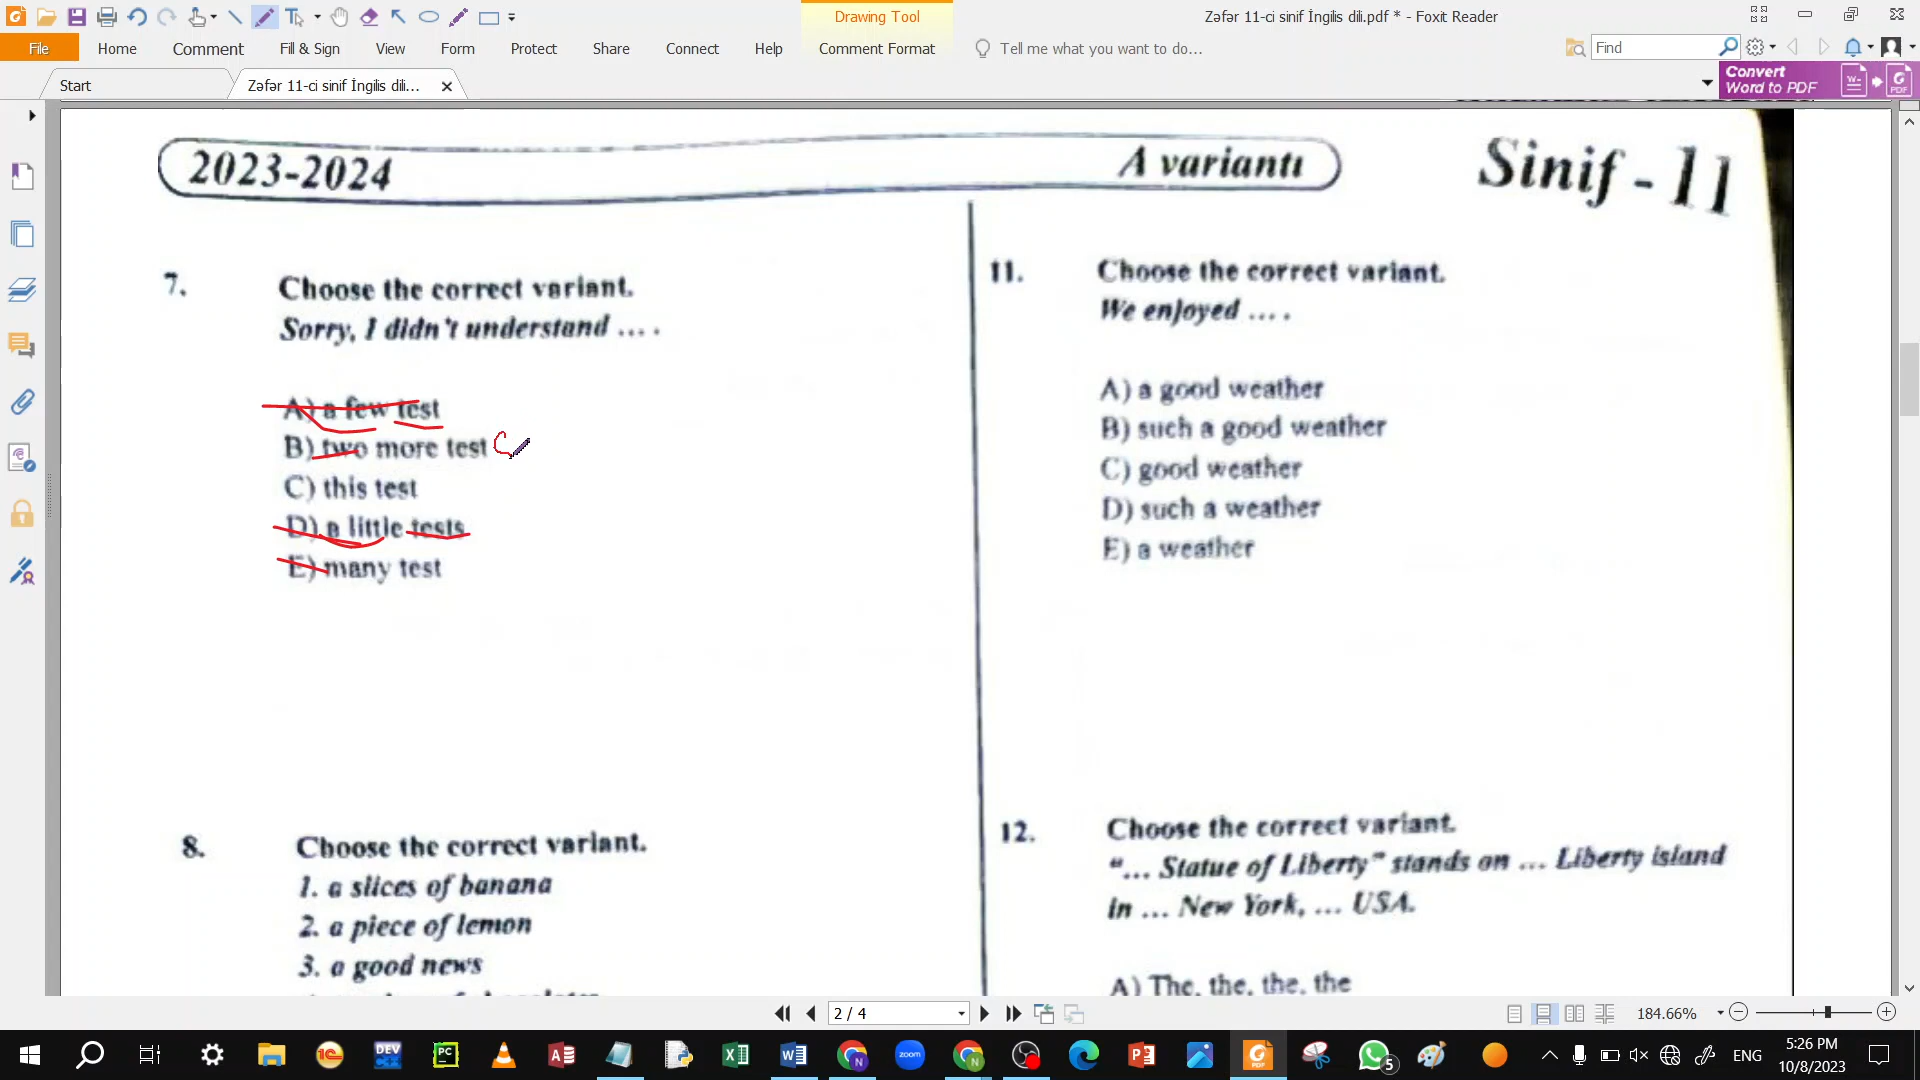 Drawing Tool
Zəfər 11-ci sinif İngilis dili.pdf * - Foxit Reader
File
Home
Comment
Fill & Sign
View
Form
Protect
Share
Connect
Help
Comment Format
Tell me what you want to do...
Find
Start
Zəfər 11-ci sinif İngilis dili...
Convert
Word to PDF
2023-2024
A variantı
Sinif - 11
7.
Choose the correct variant.
Sorry, I didn't understand ... .
A) a few test
B) two more test
C) this test
D) a little tests
E) many test
8.
Choose the correct variant.
1. a slices of banana
2. a piece of lemon
3. a good news
11.
Choose the correct variant.
We enjoyed ... .
A) a good weather
B) such a good weather
C) good weather
D) such a weather
E) a weather
12.
Choose the correct variant.
"... Statue of Liberty" stands on ... Liberty island
in ... New York, ... USA.
A) The, the, the, the
2 / 4
184.66%
ENG
5:26 PM
10/8/2023